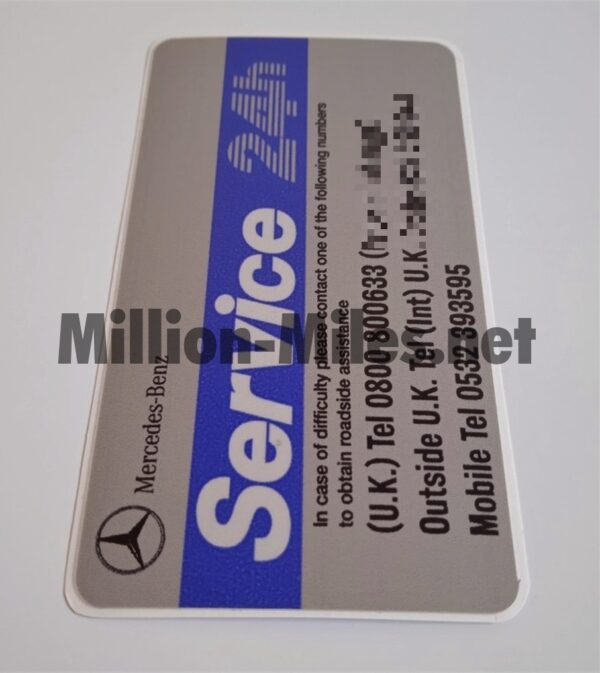 Mercedes-Benz
Service 24h
In case of difficulty please contact one of the following numbers
to obtain roadside assistance
(U.K.) Tel 0800 800633 (
Outside U.K. Tel (Int) U.K.
Mobile Tel 0532 393595
Million-Miles.net